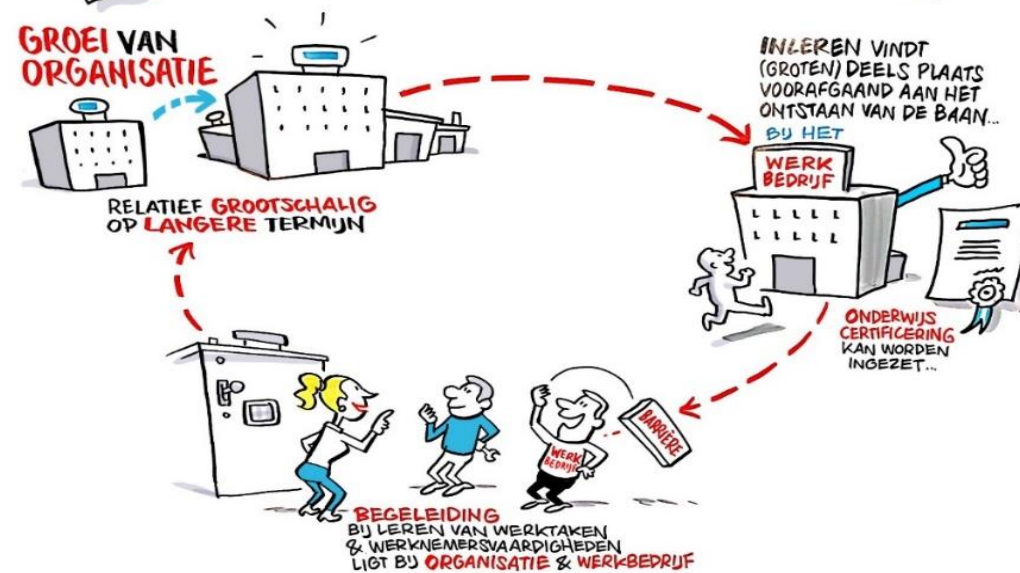 GROEI VAN
ORGANISATIE
RELATIEF GROOTSCHALIG
OP LANGERE TERMIJN
INLEREN VINDT
(GROTEN) DEELS PLAATS
VOORAFGAAND AAN HET
ONTSTAAN VAN DE BAAN...
BIJ HET
WERK
BEDRIJF
ONDERWIJS
CERTIFICERING
KAN WORDEN
INGEZET...
BARRIÈRE
WERK
BEDRIJF
BEGELEIDING
BIJ LEREN VAN WERKTAKEN
& WERKNEMERSVAARDIGHEDEN
LIGT BIJ ORGANISATIE & WERKBEDRIJF